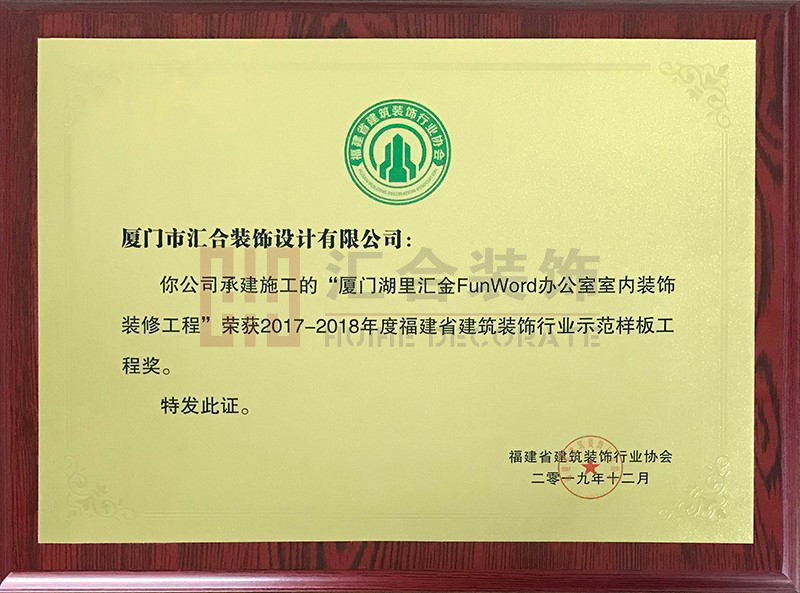 福建省建筑装饰行业协会
FUJIAN BUILDING DECORATION ASSOCIATION
厦门市汇合装饰设计有限公司：
你公司承建施工的“厦门湖里汇金FunWord办公室室内装饰
装修工程”荣获2017-2018年度福建省建筑装饰行业示范样板工
程奖。
特发此证。
汇合装饰
HUIHE DECORATE
福建省建筑装饰行业协会
二零一九年十二月